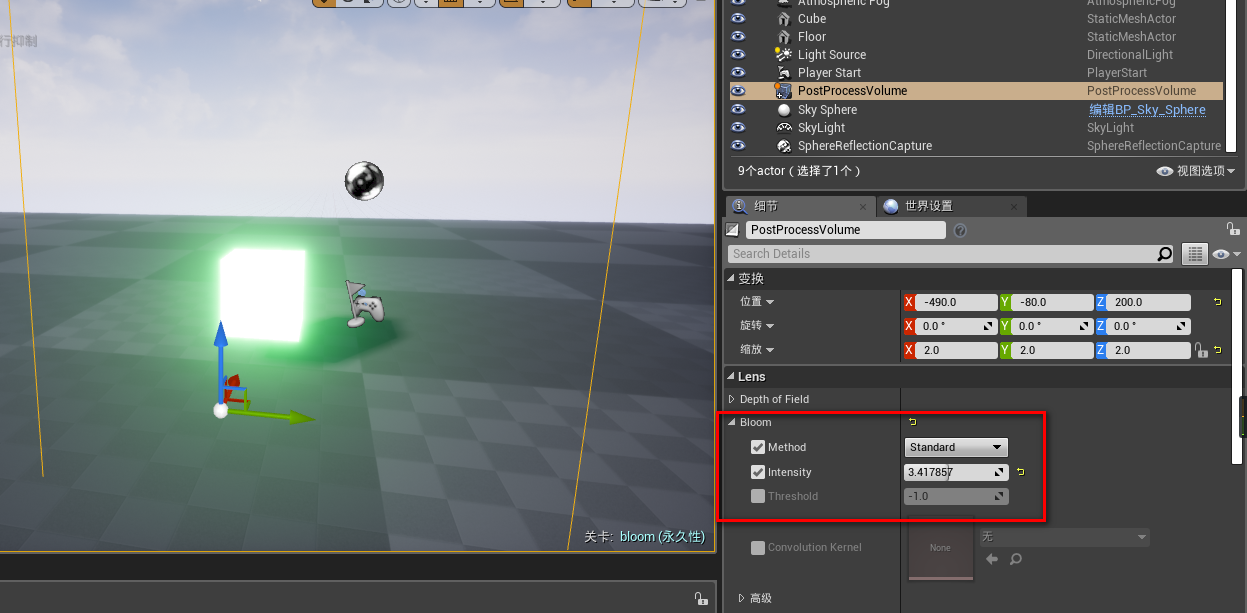 行抑制
Atmospheric Fog AtmosphericFog
Cube StaticMeshActor
Floor StaticMeshActor
Light Source DirectionalLight
Player Start PlayerStart
PostProcessVolume PostProcessVolume
Sky Sphere 编辑BP_Sky_Sphere
SkyLight SkyLight
SphereReflectionCapture SphereReflectionCapture
9个actor（选择了1个） 视图选项
细节 世界设置
PostProcessVolume
Search Details
变换
位置 X -490.0 Y -80.0 Z 200.0
旋转 X 0.0 ° Y 0.0 ° Z 0.0 °
缩放 X 2.0 Y 2.0 Z 2.0
Lens
Depth of Field
Bloom
Method Standard
Intensity 3.417857
Threshold -1.0
Convolution Kernel None 无
高级
关卡: bloom (永久性)